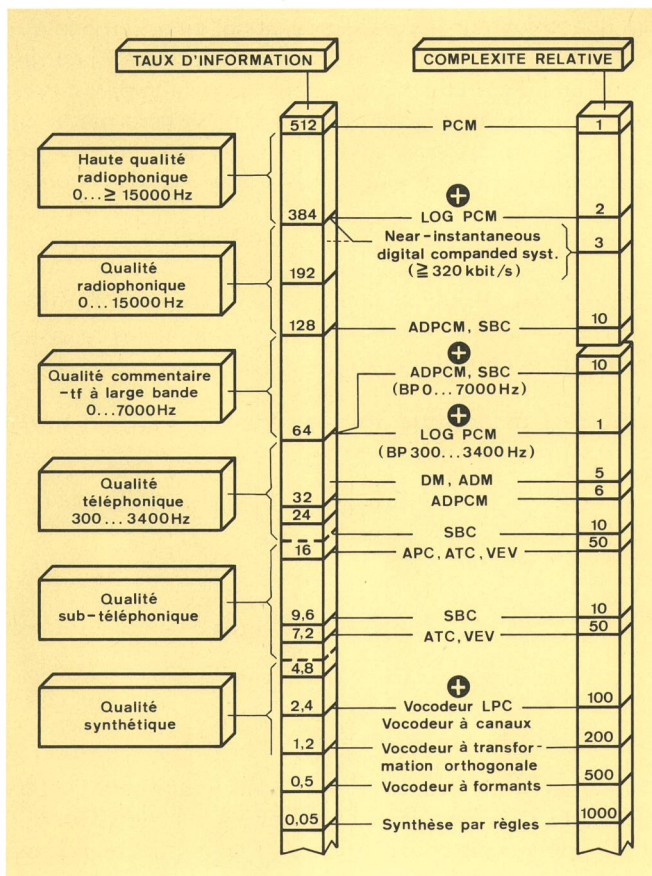 TAUX D'INFORMATION
COMPLEXITE RELATIVE
512
PCM
1
Haute qualité
radiophonique
0...≧ 15000 Hz
384
LOG PCM
2
Near-instantaneous
digital companded syst.
(≧320 kbit/s)
3
Qualité
radiophonique
0...15000 Hz
192
128
ADPCM, SBC
10
ADPCM, SBC
(BP 0...7000 Hz)
10
Qualité commentaire
-tf à large bande
0...7000Hz
64
LOG PCM
(BP 300...3400 Hz)
1
Qualité
téléphonique
300...3400Hz
DM, ADM
5
32
ADPCM
6
24
SBC
10
16
APC, ATC, VEV
50
Qualité
sub-téléphonique
9,6
SBC
10
7,2
ATC, VEV
50
4,8
Qualité
synthétique
2,4
Vocodeur LPC
Vocodeur à canaux
100
1,2
Vocodeur à transfor-
mation orthogonale
200
0,5
Vocodeur à formants
500
0,05
Synthèse par règles
1000